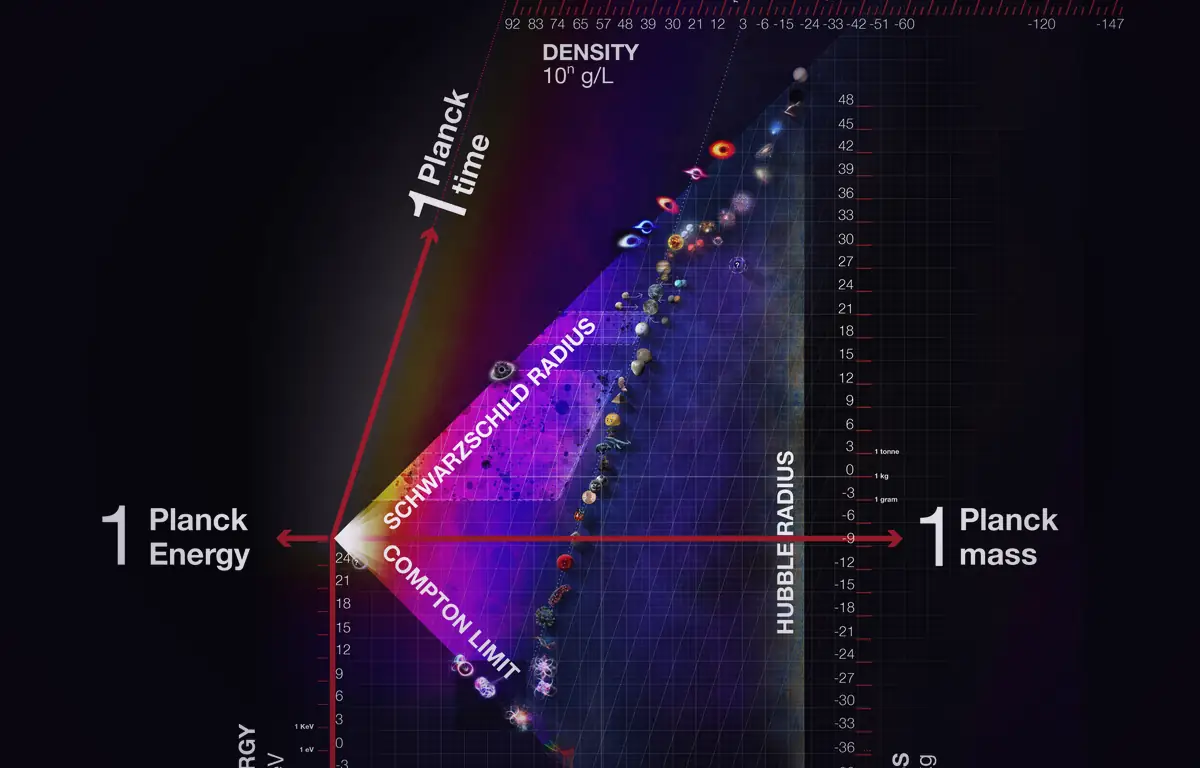 92 83 74 65 57 48 39 30 21 12 3 -6 -15 -24 -33 -42 -51 -60 -120 -147
DENSITY
10ⁿ g/L
1 Planck
time
48
45
42
39
36
33
30
27
24
21
18
15
12
9
6
3
1 tonne
0
1 kg
-3
1 gram
-6
-9
-12
-15
-18
-21
-24
-27
-30
-33
-36
SCHWARZSCHILD RADIUS
COMPTON LIMIT
HUBBLE RADIUS
?
1 Planck
Energy
1 Planck
mass
24
21
18
15
12
9
6
3
1 KeV
0
1 eV
-3